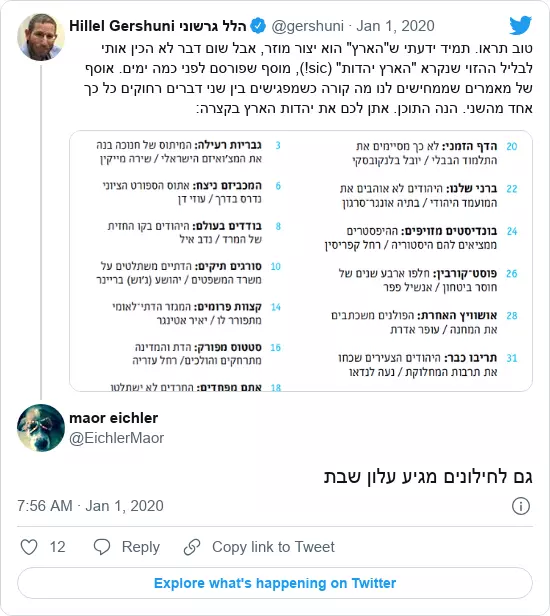 Hillel Gershuni הלל גרשוני @gershuni · Jan 1, 2020
טוב תראו. תמיד ידעתי ש"הארץ" הוא יצור מוזר, אבל שום דבר לא הכין אותי
לבליל ההזוי שנקרא "הארץ יהדות" (sic!), מוסף שפורסם לפני כמה ימים. אוסף
של מאמרים שממחישים לנו מה קורה כשמפגישים בין שני דברים רחוקים כל כך
אחד מהשני. הנה התוכן. אתן לכם את יהדות הארץ בקצרה:
3 גבריות רעילה: המיתוס של חנוכה בנה
את המצ'ואיזם הישראלי / שירה מייקין
6 המכביזם ניצח: אתוס הספורט הציוני
נדרס בדרך / עוזי דן
8 בודדים בעולם: היהודים בקו החזית
של המרד / נדב איל
10 סורגים תיקים: הדתיים משתלטים על
משרד המשפטים / יהושע (ג'וש) בריינר
14 קצוות פרומים: המגזר הדתי־לאומי
מתפורר לו / יאיר אטינגר
16 סטטוס מפורק: הדת והמדינה
מתרחקים והולכים/ רחל עזריה
18 אתם מפחדים: החרדים לא ישתלטו
20 הדף הזמני: לא כך מסיימים את
התלמוד הבבלי / יובל בלנקובסקי
22 ברני שלנו: היהודים לא אוהבים את
המועמד היהודי / בתיה אונגר־סרגון
24 בונדיסטים מזויפים: ההיפסטרים
ממציאים להם היסטוריה / רחל קפריסין
26 פוסט־קורבין: חלפו ארבע שנים של
חוסר ביטחון / אנשיל פפר
28 אושוויץ האחרת: הפולנים משכתבים
את המחנה / עופר אדרת
31 תריבו כבר: היהודים הצעירים שכחו
את תרבות המחלוקת / נעה לנדאו
maor eichler
@EichlerMaor
גם לחילונים מגיע עלון שבת
7:56 AM · Jan 1, 2020
12 Reply Copy link to Tweet
Explore what's happening on Twitter